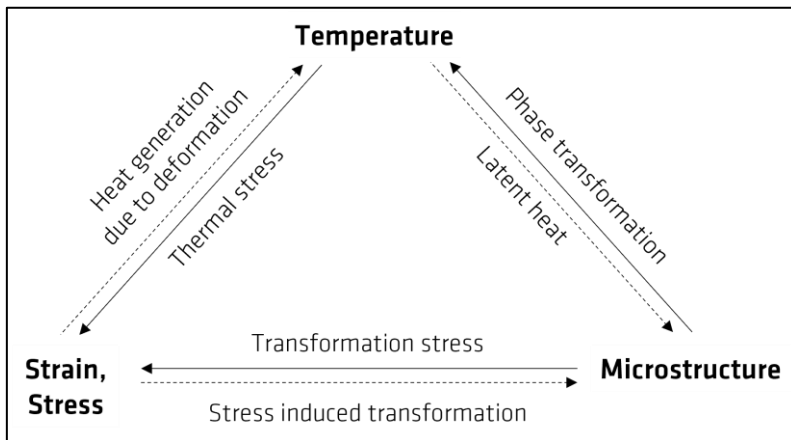 Temperature
Heat generation
due to deformation
Thermal stress
Phase transformation
Latent heat
Transformation stress
Strain,
Stress
Microstructure
Stress induced transformation